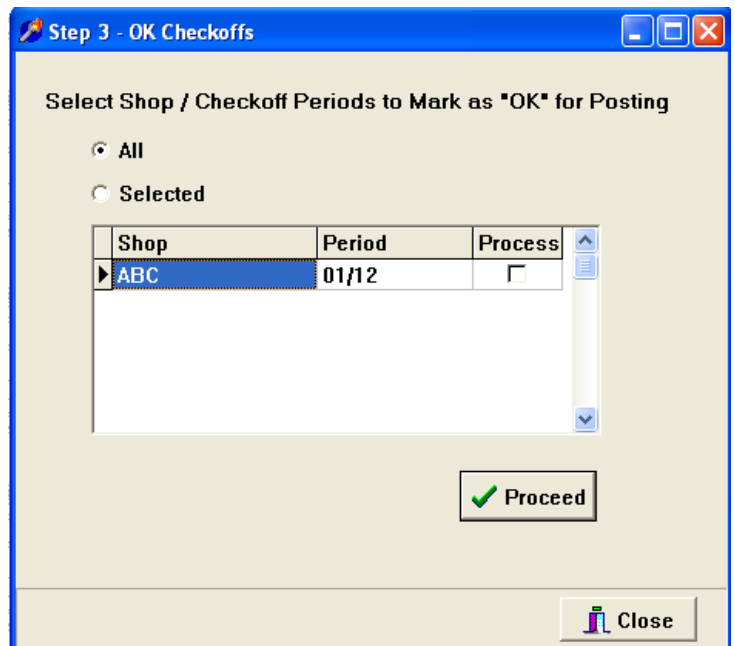 Step 3 - OK Checkoffs
Select Shop / Checkoff Periods to Mark as "OK" for Posting
All
Selected
Shop Period Process
ABC 01/12
Proceed
Close